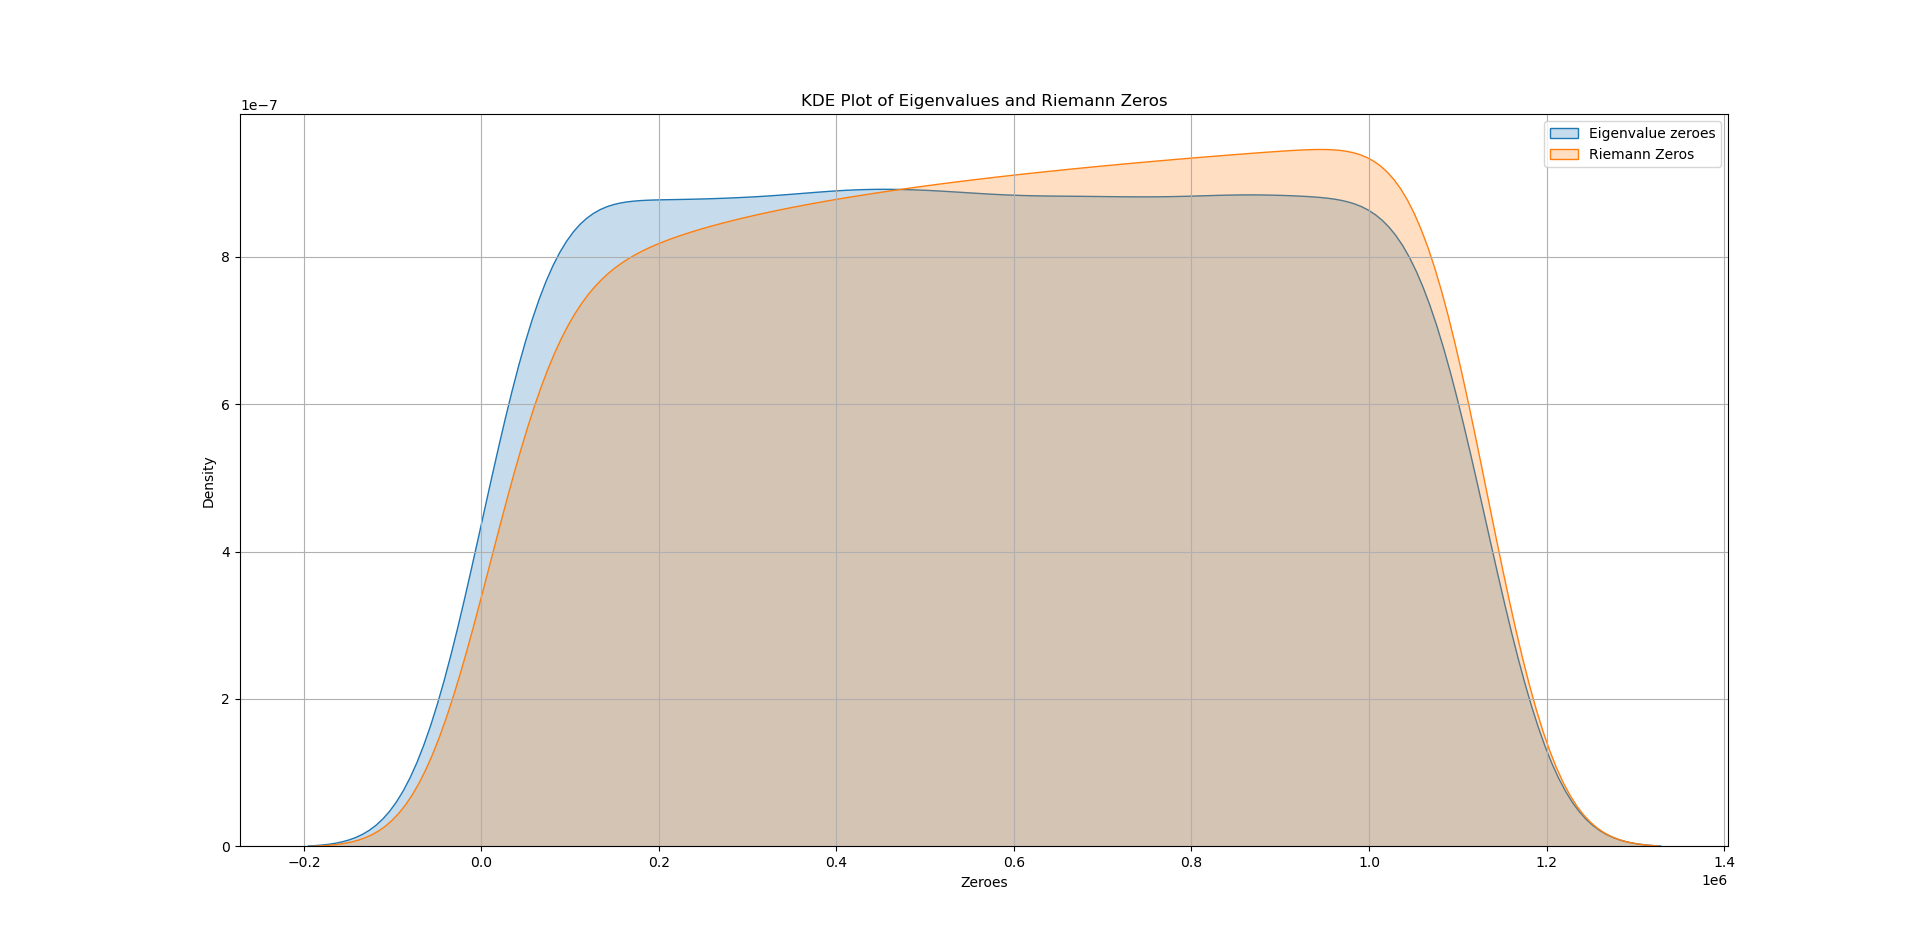 KDE Plot of Eigenvalues and Riemann Zeros
1e−7
Eigenvalue zeroes
Riemann Zeros
8
6
4
2
0
Density
−0.2
0.0
0.2
0.4
0.6
0.8
1.0
1.2
1.4
1e6
Zeroes